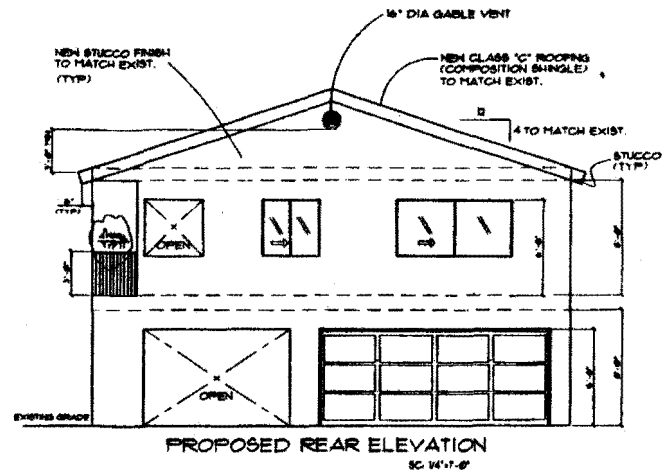 16" DIA GABLE VENT
NEW STUCCO FINISH
TO MATCH EXIST.
(TYP)
NEW CLASS "C" ROOFING
(COMPOSITION SHINGLE)
TO MATCH EXIST.
12
4 TO MATCH EXIST.
STUCCO
(TYP)
(TYP)
OPEN
OPEN
EXISTING GRADE
PROPOSED REAR ELEVATION